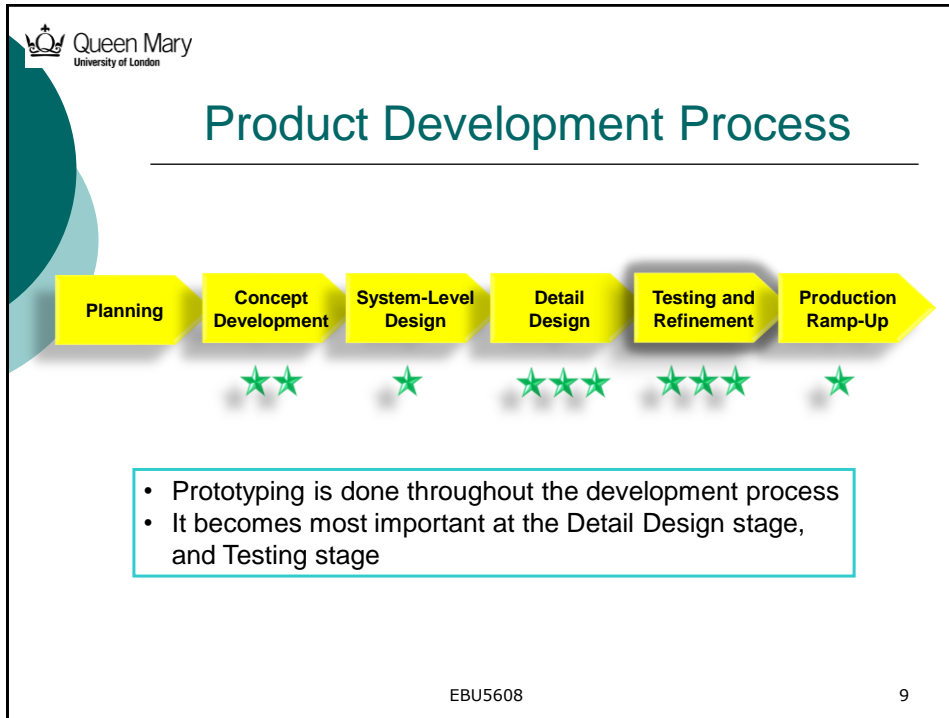 Queen Mary
University of London
Product Development Process
Planning
Concept
Development
System-Level
Design
Detail
Design
Testing and
Refinement
Production
Ramp-Up
• Prototyping is done throughout the development process
• It becomes most important at the Detail Design stage,
and Testing stage
EBU5608
9